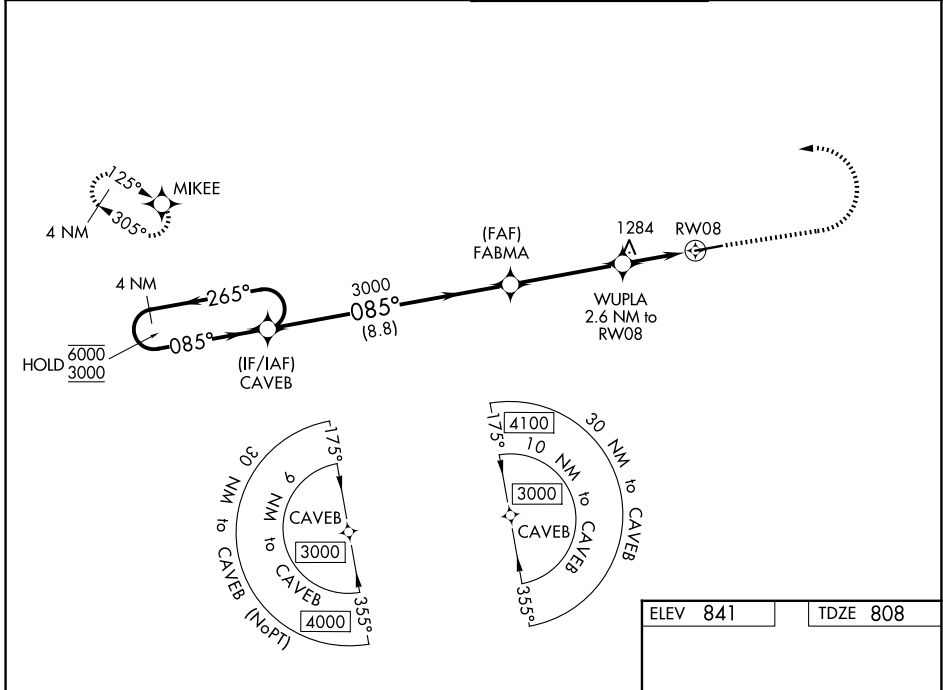 125°
MIKEE
305°
4 NM
1284
RW08
(FAF)
FABMA
4 NM
265°
3000
085°
(8.8)
WUPLA
2.6 NM to
RW08
085°
HOLD 6000
3000
(IF/IAF)
CAVEB
175°
30 NM to CAVEB (NoPT)
6 NM to CAVEB
CAVEB
3000
4000
355°
175°
4100
30 NM to CAVEB
10 NM to CAVEB
3000
CAVEB
355°
ELEV 841
TDZE 808